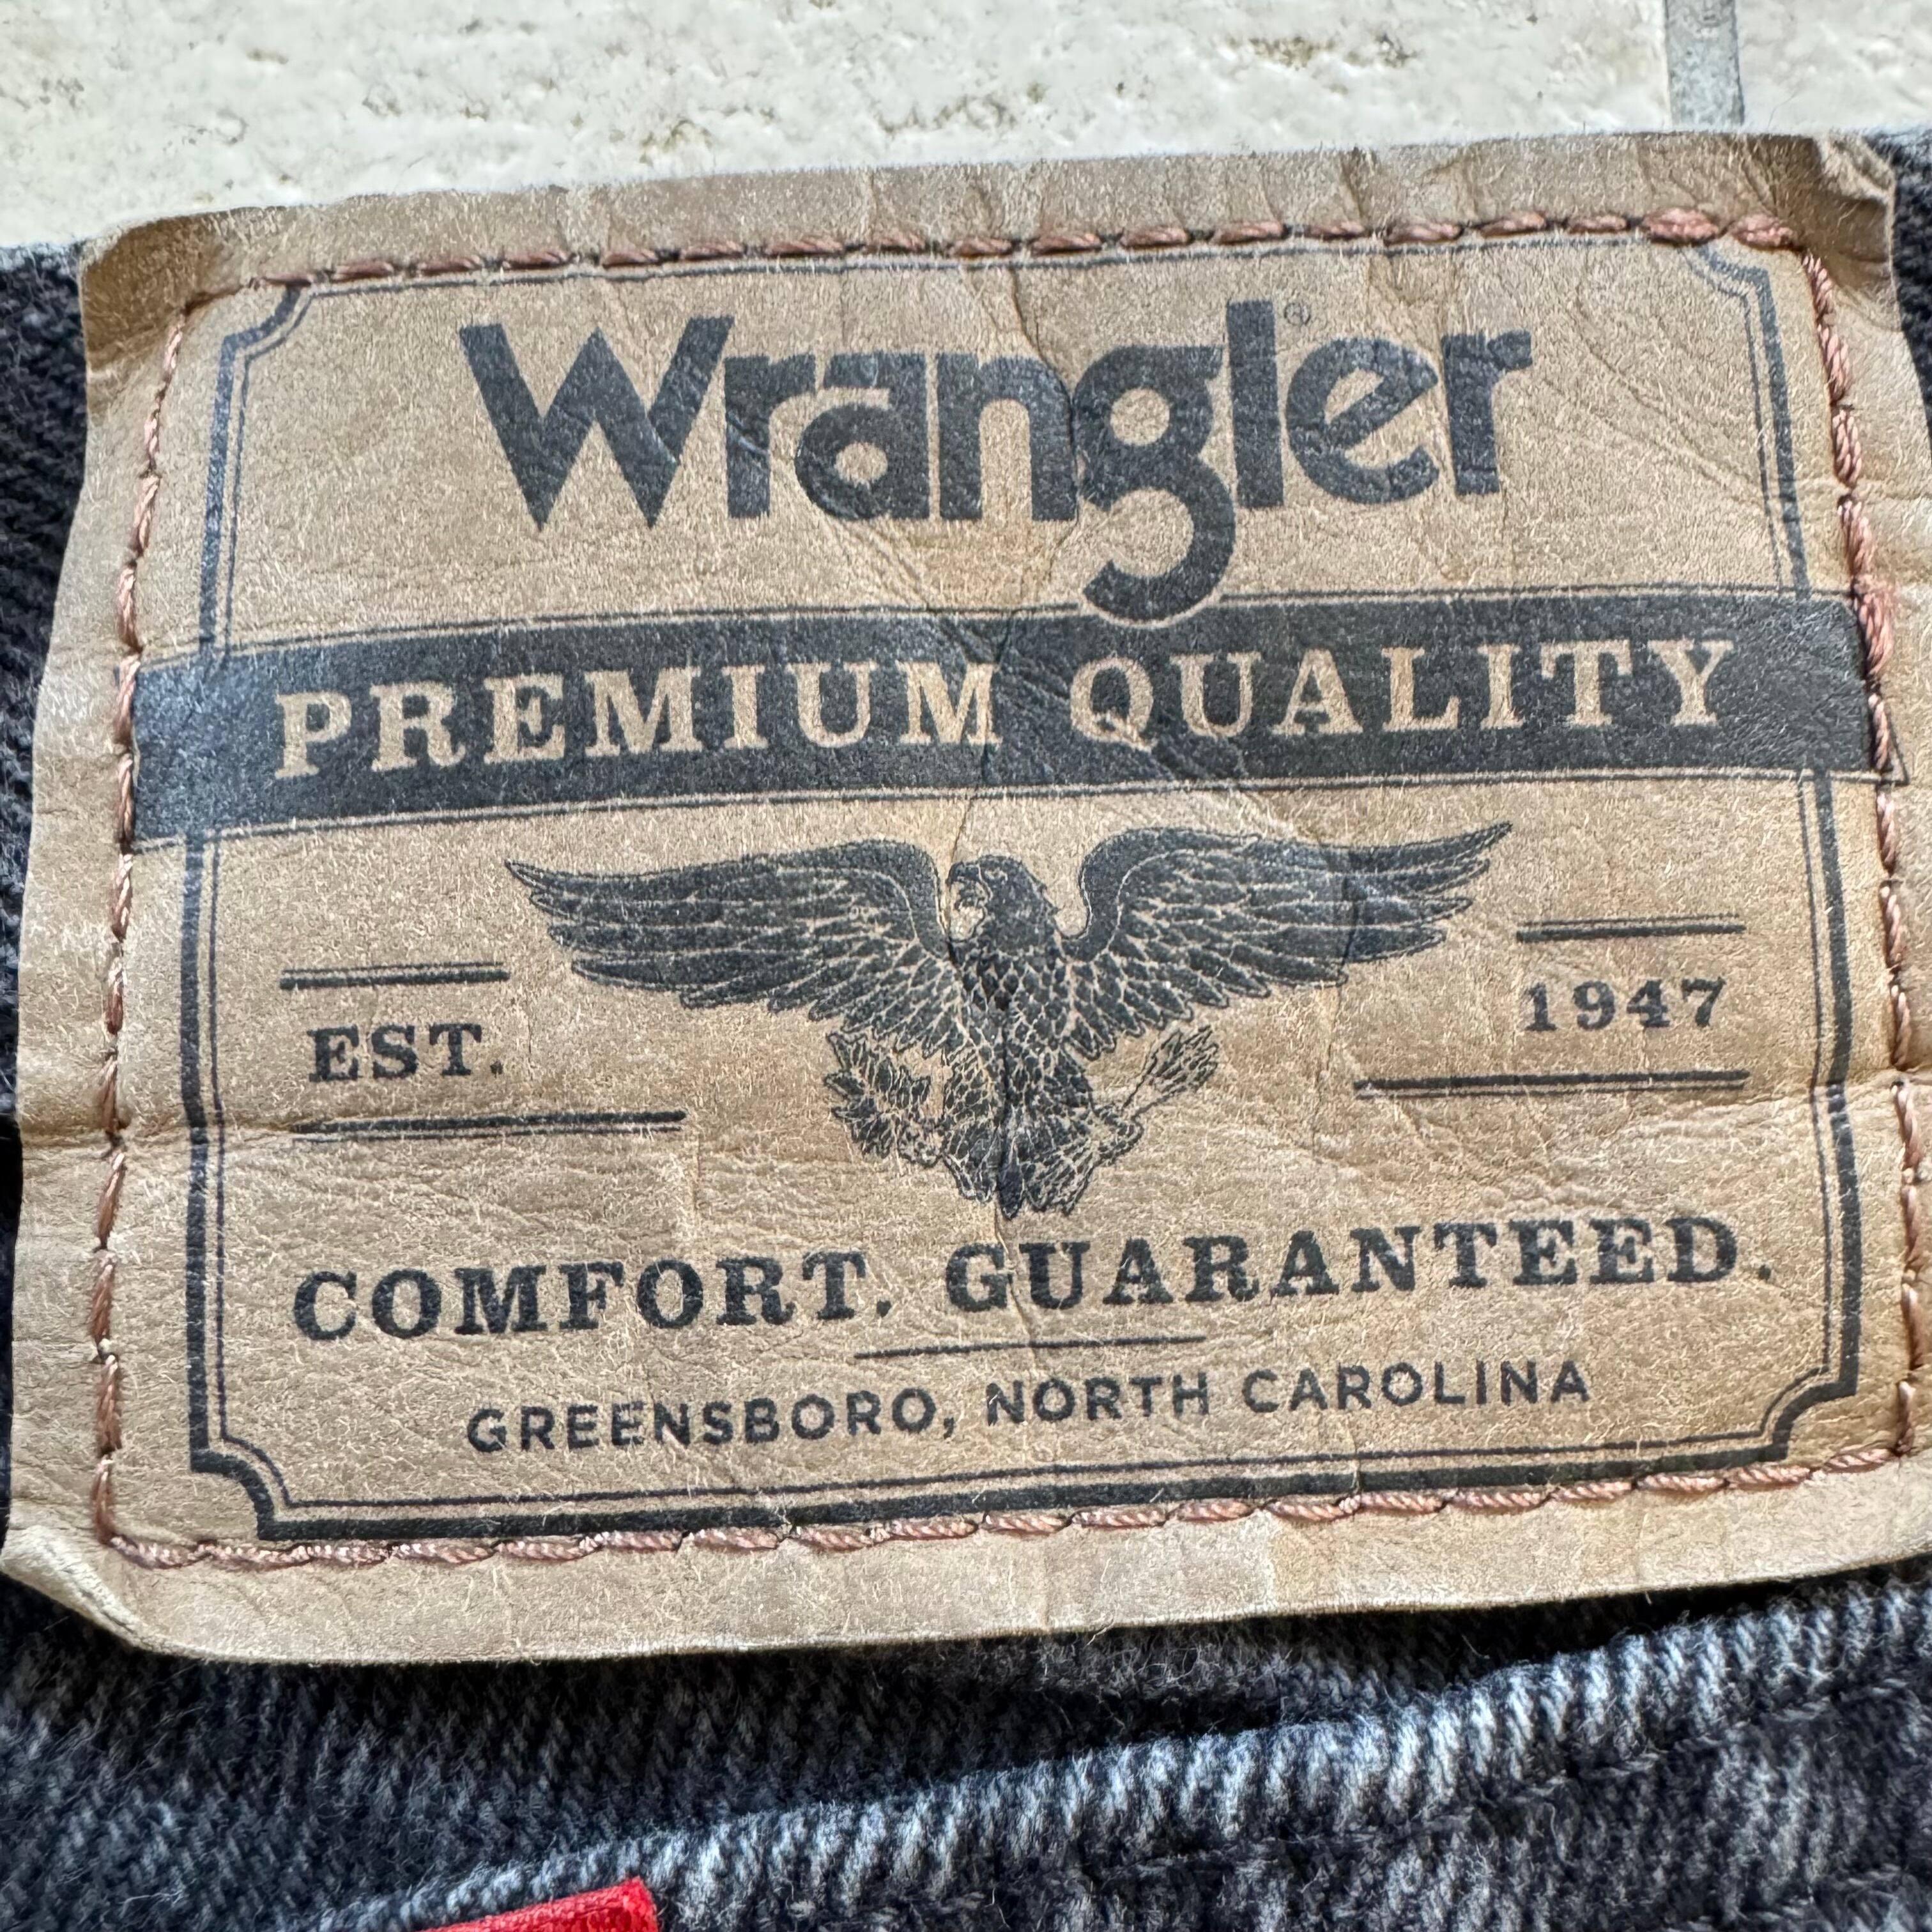 Wrangler®
PREMIUM QUALITY
EST. 1947
COMFORT. GUARANTEED.
GREENSBORO, NORTH CAROLINA